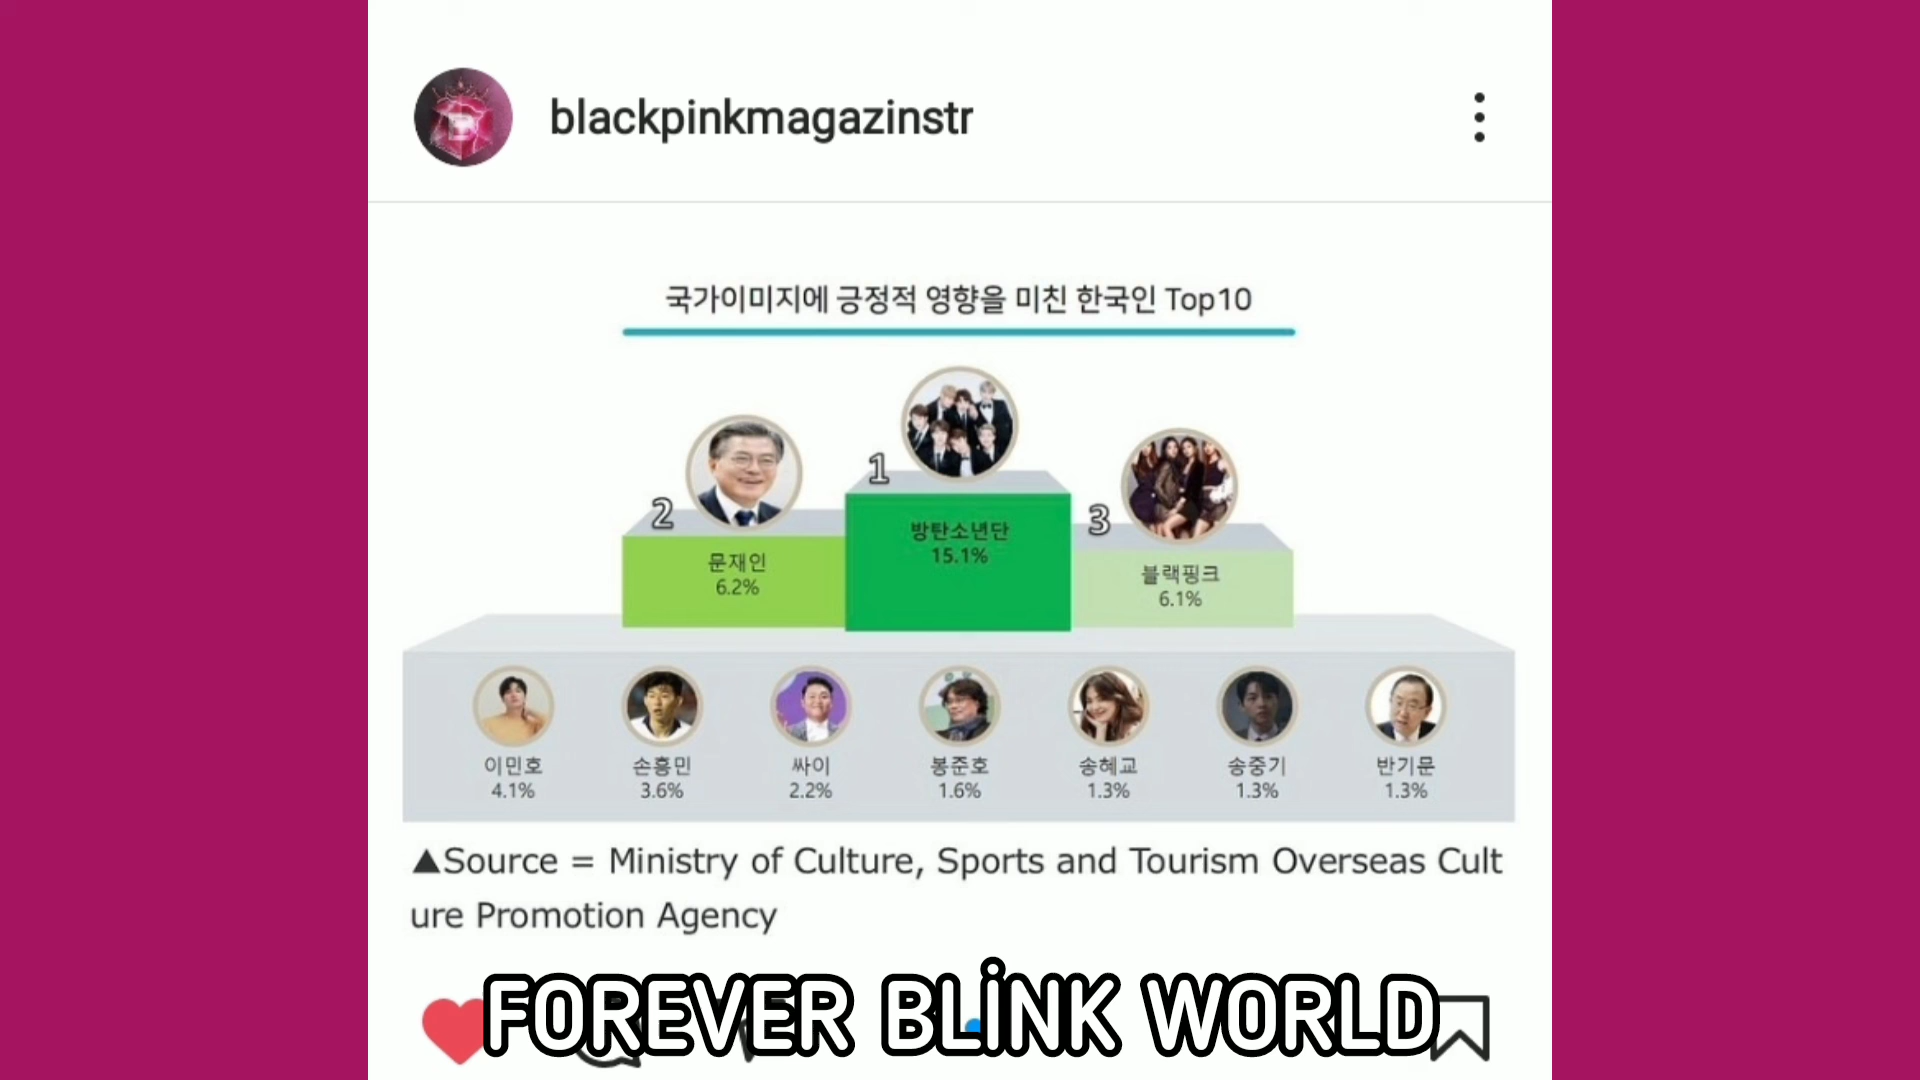 blackpinkmagazinstr
국가이미지에 긍정적 영향을 미친 한국인 Top10
1
2
3
방탄소년단
15.1%
문재인
6.2%
블랙핑크
6.1%
이민호
4.1%
손흥민
3.6%
싸이
2.2%
봉준호
1.6%
송혜교
1.3%
송중기
1.3%
반기문
1.3%
▲Source = Ministry of Culture, Sports and Tourism Overseas Cult
ure Promotion Agency
FOREVER BLİNK WORLD